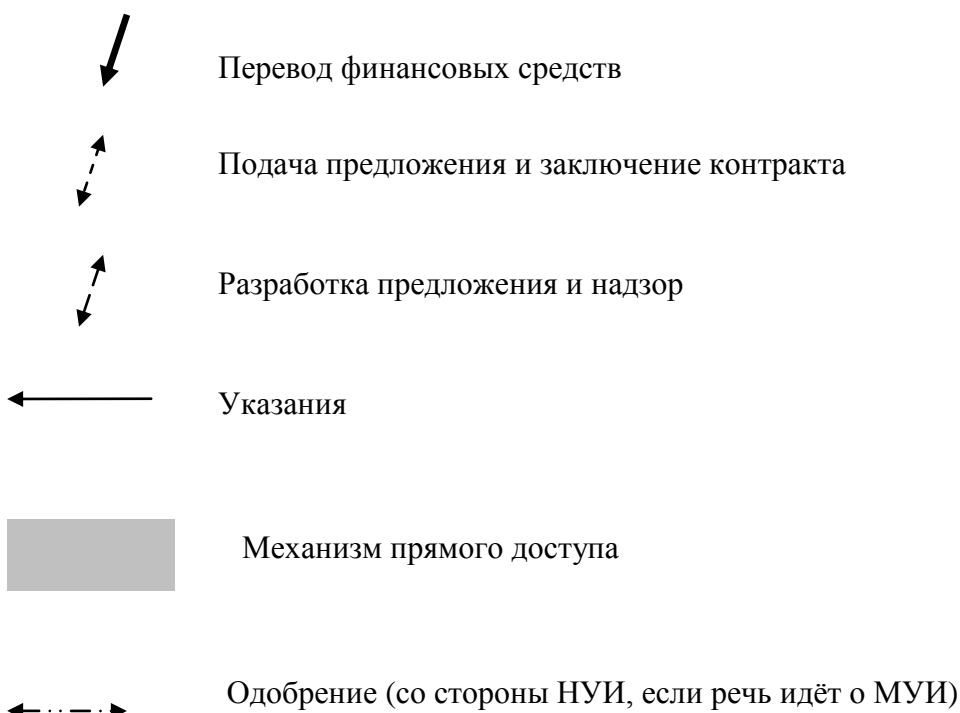 Перевод финансовых средств
Подача предложения и заключение контракта
Разработка предложения и надзор
Указания
Механизм прямого доступа
Одобрение (со стороны НУИ, если речь идёт о МУИ)